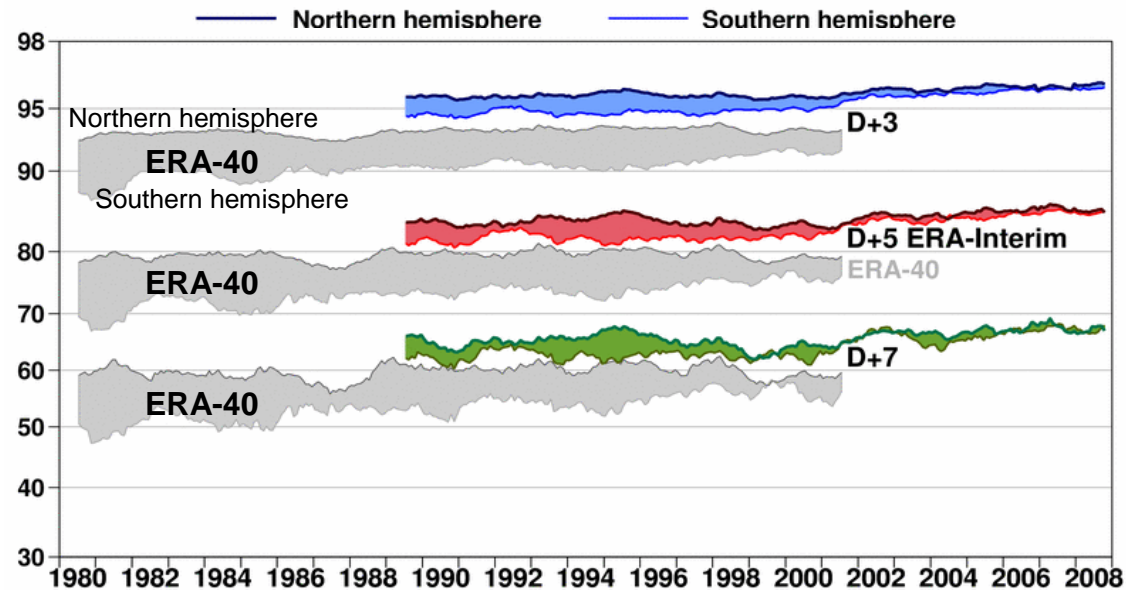 Northern hemisphere Southern hemisphere
98
95
Northern hemisphere
D+3
ERA-40
90
Southern hemisphere
D+5 ERA-Interim
80
ERA-40
ERA-40
70
D+7
60
ERA-40
50
40
30
1980 1982 1984 1986 1988 1990 1992 1994 1996 1998 2000 2002 2004 2006 2008